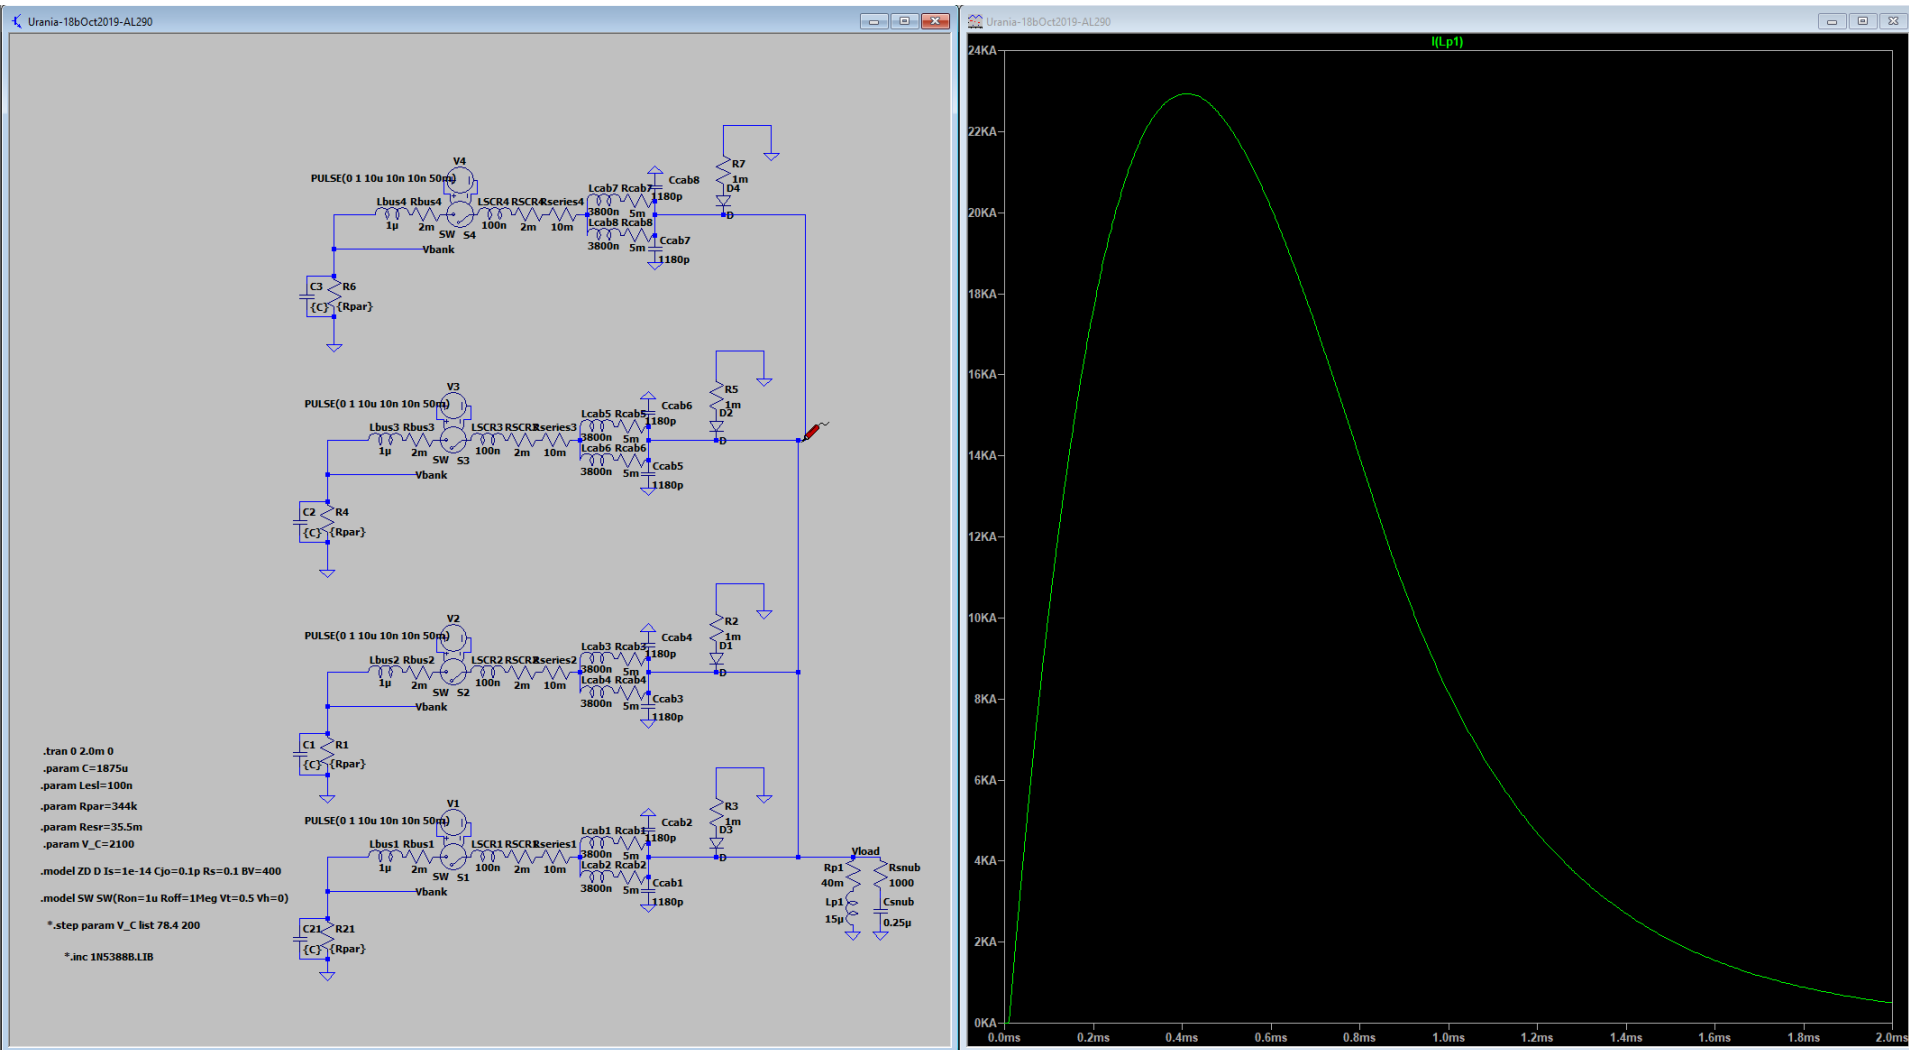 Urania-18bOct2019-AL290
V4
PULSE(0 1 10u 10n 10n 50m)
Lbus4 Rbus4 LSCR4 RSCR4 Rseries4
1µ 2m SW S4 100n 2m 10m
Lcab7 Rcab7
3800n 5m
Lcab8 Rcab8
3800n 5m
Ccab8
1180p
Ccab7
1180p
R7
1m
D4
D
Vbank
C3 R6
{C} {Rpar}
V3
PULSE(0 1 10u 10n 10n 50m)
Lbus3 Rbus3 LSCR3 RSCR3 Rseries3
1µ 2m SW S3 100n 2m 10m
Lcab5 Rcab5
3800n 5m
Lcab6 Rcab6
3800n 5m
Ccab6
1180p
Ccab5
1180p
R5
1m
D2
D
Vbank
C2 R4
{C} {Rpar}
V2
PULSE(0 1 10u 10n 10n 50m)
Lbus2 Rbus2 LSCR2 RSCR2 Rseries2
1µ 2m SW S2 100n 2m 10m
Lcab3 Rcab3
3800n 5m
Lcab4 Rcab4
3800n 5m
Ccab4
Ccab3
1180p
R2
1m
D1
D
Vbank
C1 R1
{C} {Rpar}
V1
PULSE(0 1 10u 10n 10n 50m)
Lbus1 Rbus1 LSCR1 RSCR1 Rseries1
1µ 2m SW S1 100n 2m 10m
Lcab1 Rcab1
3800n 5m
Lcab2 Rcab2
3800n 5m
Ccab2
1180p
Ccab1
1180p
R3
1m
D3
D
Vbank
C21 R21
{C} {Rpar}
Vload
Rp1 Rsnub
40m 1000
Lp1 Csnub
15µ 0.25µ
.tran 0 2.0m 0
.param C=1875u
.param Lesl=100n
.param Rpar=344k
.param Resr=35.5m
.param V_C=2100
.model ZD D Is=1e-14 Cjo=0.1p Rs=0.1 BV=400
.model SW SW(Ron=1u Roff=1Meg Vt=0.5 Vh=0)
*.step param V_C list 78.4 200
*.inc 1N5388B.LIB
Urania-18bOct2019-AL290
I(Lp1)
24KA
22KA
20KA
18KA
16KA
14KA
12KA
10KA
8KA
6KA
4KA
2KA
0KA
0.0ms 0.2ms 0.4ms 0.6ms 0.8ms 1.0ms 1.2ms 1.4ms 1.6ms 1.8ms 2.0ms